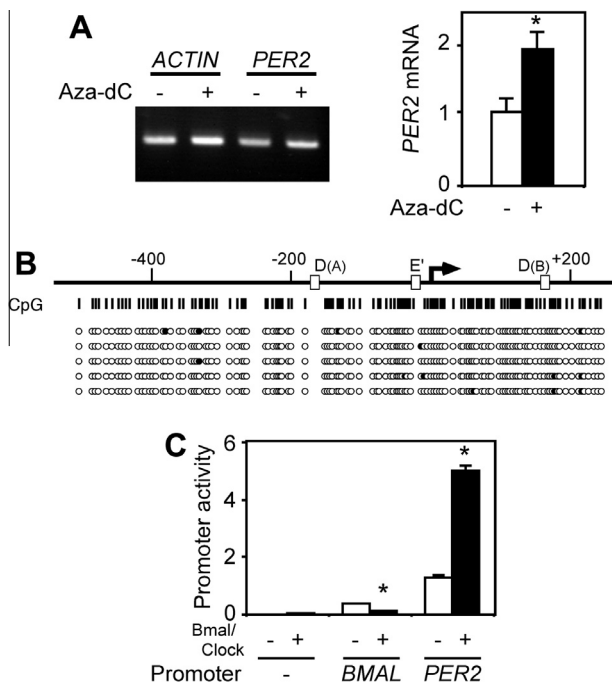 A
ACTIN PER2
Aza-dC - + - +
PER2 mRNA
2
1
0
*
Aza-dC - +
B
-400 -200 D(A) E' D(B) +200
CpG
C
Promoter activity
6
4
2
0
* *
Bmal/Clock - + - + - +
Promoter - BMAL PER2